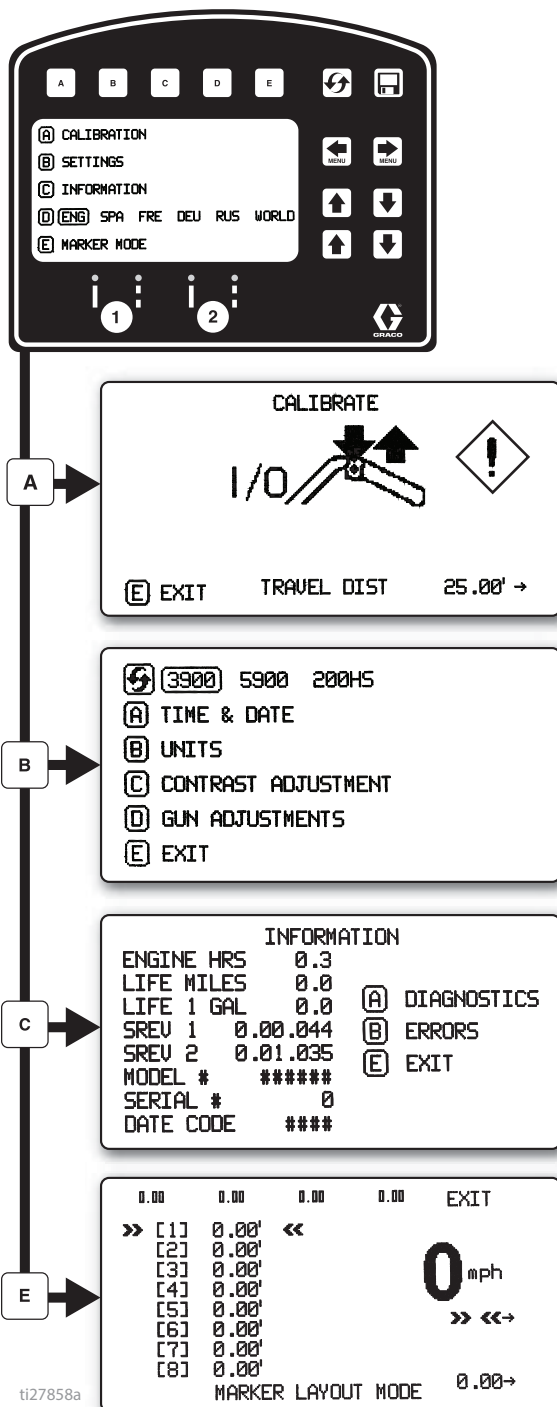 A B C D E
A CALIBRATION
B SETTINGS
C INFORMATION
D ENG SPA FRE DEU RUS WORLD
E MARKER MODE
MENU MENU
1 2
GRACO
A
CALIBRATE
I/O !
E EXIT TRAVEL DIST 25.00' →
B
3900 5900 200HS
A TIME & DATE
B UNITS
C CONTRAST ADJUSTMENT
D GUN ADJUSTMENTS
E EXIT
C
INFORMATION
ENGINE HRS 0.3
LIFE MILES 0.0
LIFE 1 GAL 0.0
SREV 1 0.00.044
SREV 2 0.01.035
MODEL # ######
SERIAL # 0
DATE CODE ####
A DIAGNOSTICS
B ERRORS
E EXIT
E
0.00 0.00 0.00 0.00 EXIT
» [1] 0.00' «
[2] 0.00'
[3] 0.00'
[4] 0.00'
[5] 0.00'
[6] 0.00'
[7] 0.00'
[8] 0.00'
0 mph
» «→
MARKER LAYOUT MODE 0.00→
ti27858a